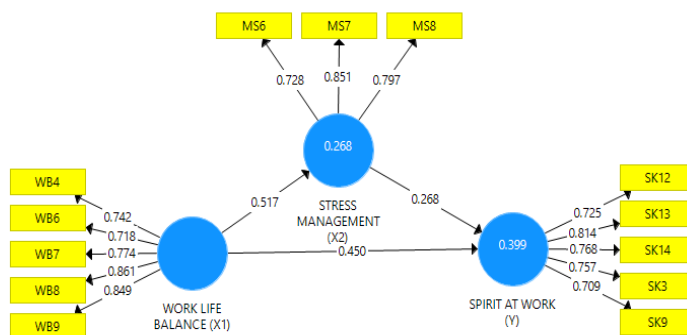 MS6 MS7 MS8
0.728 0.851 0.797
0.268
STRESS
MANAGEMENT
(X2)
0.517
0.268
0.450
WB4
WB6
WB7
WB8
WB9
0.742
0.718
0.774
0.861
0.849
WORK LIFE
BALANCE (X1)
0.399
SPIRIT AT WORK
(Y)
0.725
0.814
0.768
0.757
0.709
SK12
SK13
SK14
SK3
SK9